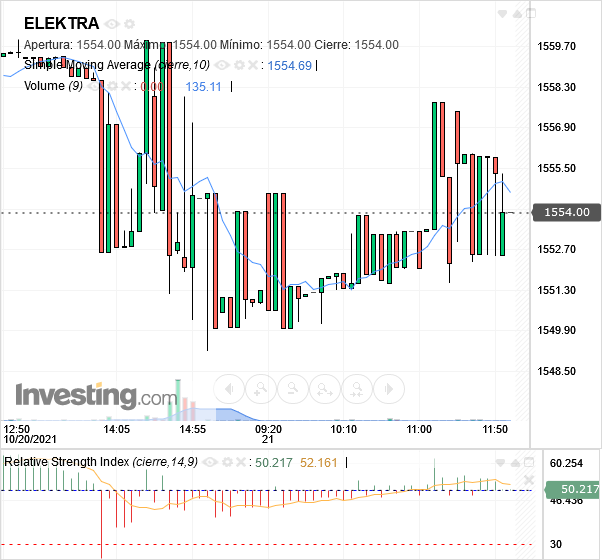 ELEKTRA
Apertura: 1554.00 Máximo: 1554.00 Mínimo: 1554.00 Cierre: 1554.00
Simple Moving Average (cierre,10) : 1554.69
Volume (9) : 0.00 135.11
1559.70
1558.30
1556.90
1555.50
1554.00
1552.70
1551.30
1549.90
1548.50
Investing.com
12:50 14:05 14:55 09:20 10:10 11:00 11:50
10/20/2021 21
Relative Strength Index (cierre,14,9) : 50.217 52.161
60.254
50.217
46.436
30